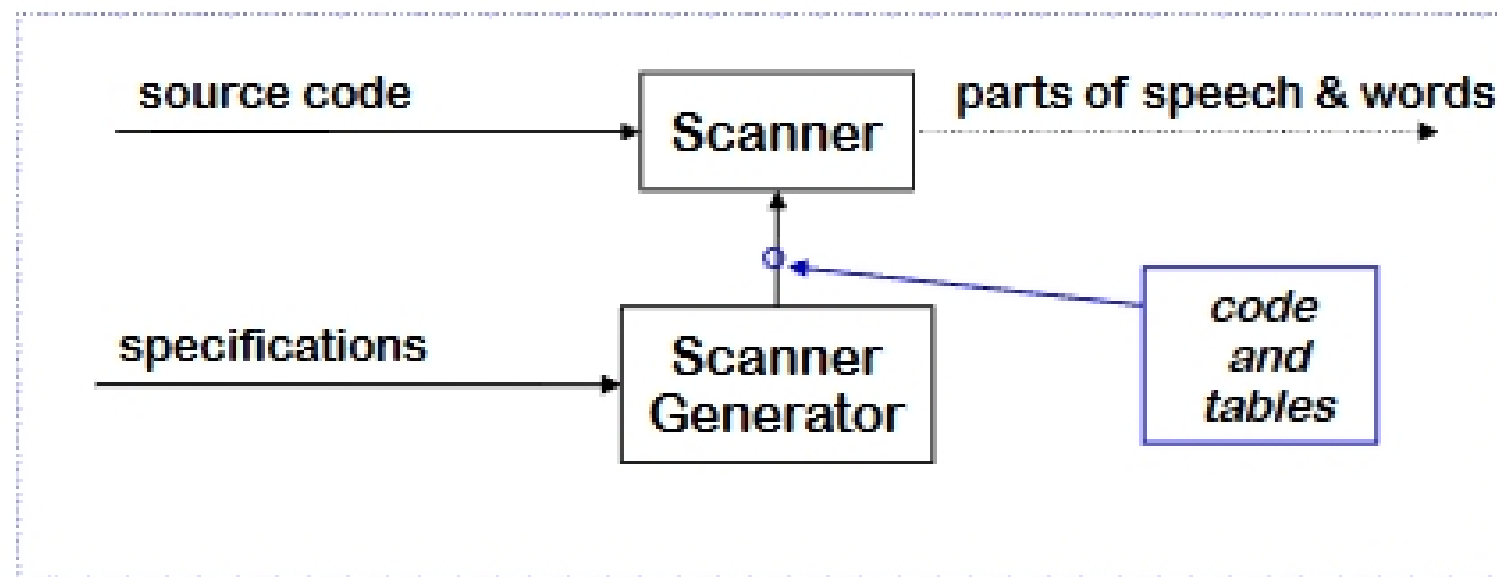 source code
Scanner
parts of speech & words
specifications
Scanner
Generator
code
and
tables